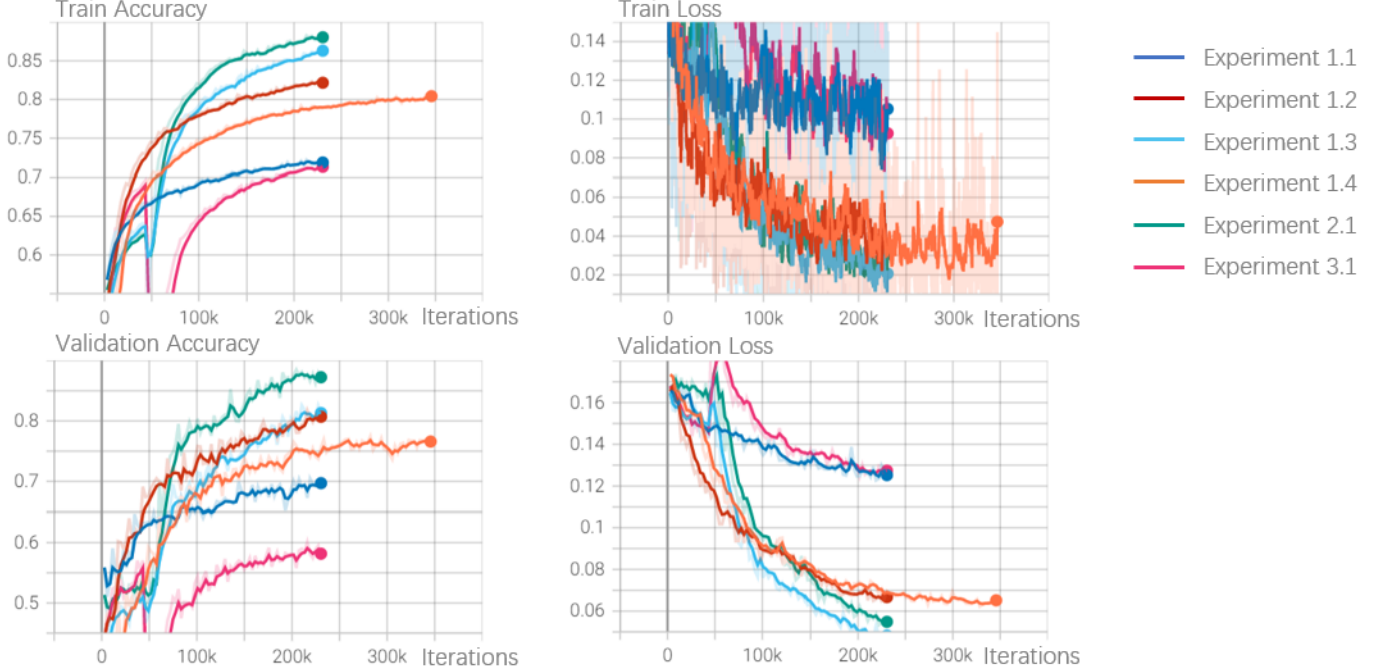 Train Accuracy
0.85
0.8
0.75
0.7
0.65
0.6
0 100k 200k 300k Iterations
Train Loss
0.14
0.12
0.1
0.08
0.06
0.04
0.02
0 100k 200k 300k Iterations
Experiment 1.1
Experiment 1.2
Experiment 1.3
Experiment 1.4
Experiment 2.1
Experiment 3.1
Validation Accuracy
0.8
0.7
0.6
0.5
0 100k 200k 300k Iterations
Validation Loss
0.16
0.14
0.12
0.1
0.08
0.06
0 100k 200k 300k Iterations